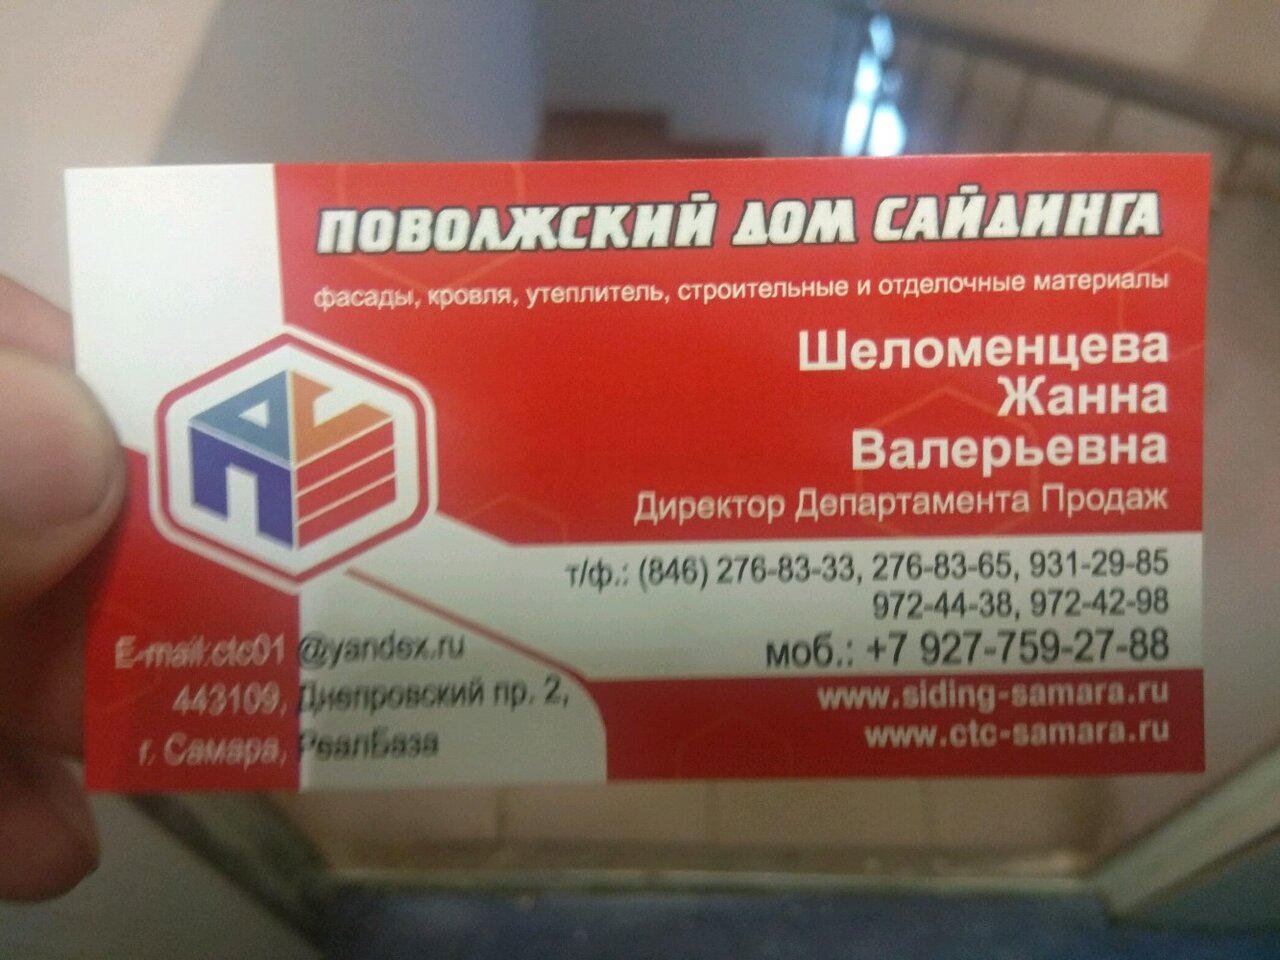 ПОВОЛЖСКИЙ ДОМ САЙДИНГА
фасады, кровля, утеплитель, строительные и отделочные материалы
Шеломенцева
Жанна
Валерьевна
Директор Департамента Продаж
т/ф.: (846) 276-83-33, 276-83-65, 931-29-85
972-44-38, 972-42-98
моб.: +7 927-759-27-88
www.siding-samara.ru
www.ctc-samara.ru
E-mail:ctc01 @yandex.ru
443109, Днепровский пр. 2,
г. Самара, РеалБаза